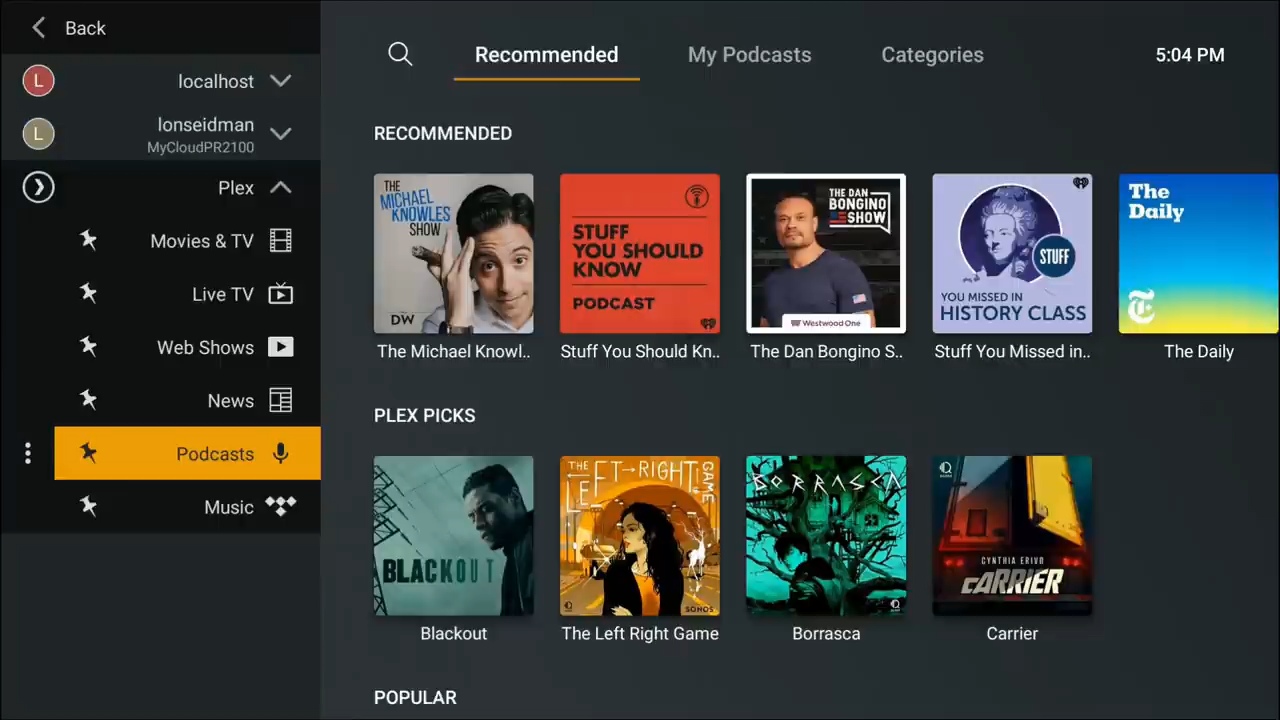 Back
L localhost
L lonseidman
MyCloudPR2100
Plex
Movies & TV
Live TV
Web Shows
News
Podcasts
Music
Recommended My Podcasts Categories 5:04 PM
RECOMMENDED
THE
MICHAEL
KNOWLES
SHOW
DW
The Michael Knowl..
STUFF
YOU SHOULD
KNOW
PODCAST
Stuff You Should Kn..
THE DAN
BONGINO
SHOW
Westwood One
The Dan Bongino S..
STUFF
YOU MISSED IN
HISTORY CLASS
Stuff You Missed in..
The
Daily
T
The Daily
PLEX PICKS
BLACKOUT
Blackout
THE LEFT→RIGHT GAME
SONOS
The Left Right Game
BORRASCA
Borrasca
CYNTHIA ERIVO
CARRIER
Carrier
POPULAR